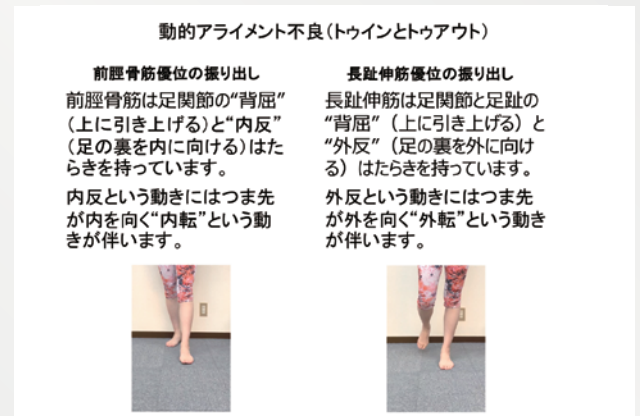 動的アライメント不良(トゥインとトゥアウト)
前脛骨筋優位の振り出し
前脛骨筋は足関節の“背屈”
(上に引き上げる)と“内反”
(足の裏を内に向ける)はた
らきを持っています。
内反という動きにはつま先
が内を向く“内転”という動
きが伴います。
長趾伸筋優位の振り出し
長趾伸筋は足関節と足趾の
“背屈”(上に引き上げる)と
“外反”(足の裏を外に向け
る)はたらきを持っています。
外反という動きにはつま先
が外を向く“外転”という動き
が伴います。